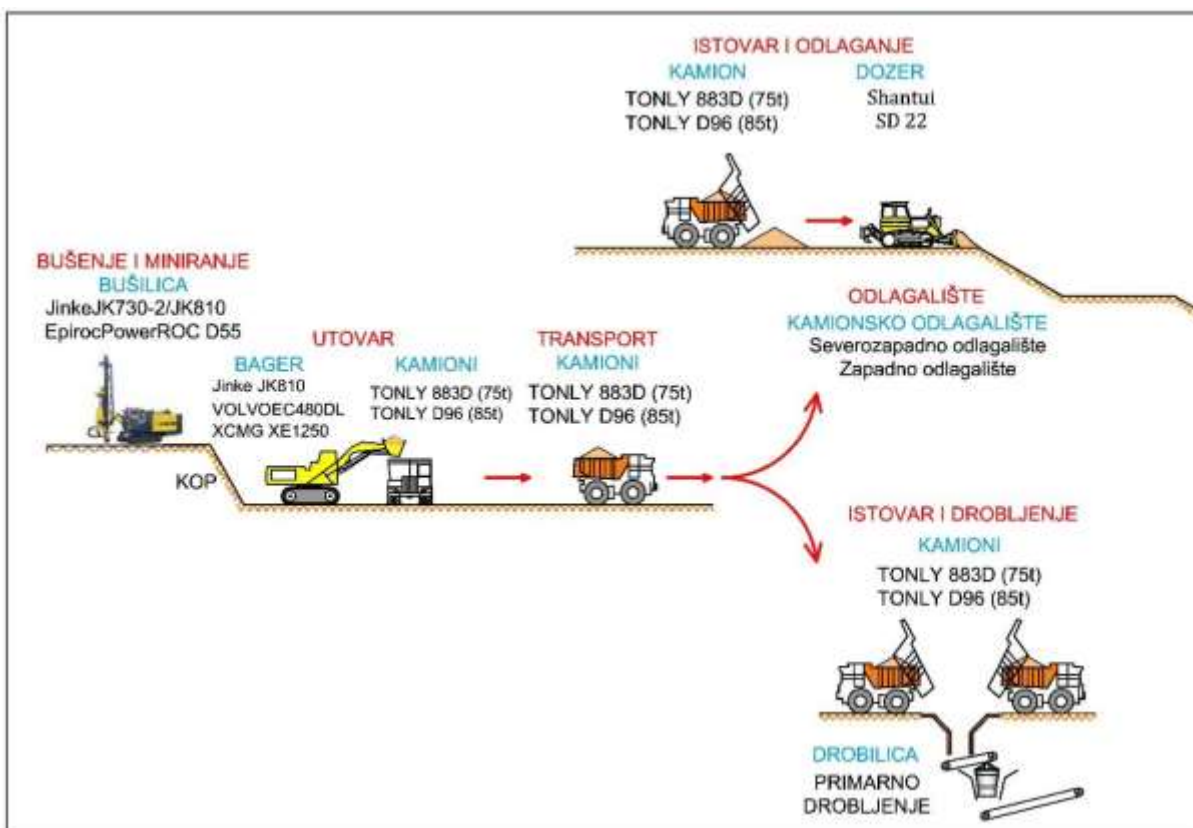 ISTOVAR I ODLAGANJE
KAMION
TONLY 883D (75t)
TONLY D96 (85t)
DOZER
Shantui
SD 22
BUŠENJE I MINIRANJE
BUŠILICA
JinkeJK730-2/JK810
EpirocPowerROC D55
UTOVAR
BAGER
Jinke JK810
VOLVOEC480DL
XCMG XE1250
KAMIONI
TONLY 883D (75t)
TONLY D96 (85t)
TRANSPORT
KAMIONI
TONLY 883D (75t)
TONLY D96 (85t)
KOP
ODLAGALIŠTE
KAMIONSKO ODLAGALIŠTE
Severozapadno odlagalište
Zapadno odlagalište
ISTOVAR I DROBLJENJE
KAMIONI
TONLY 883D (75t)
TONLY D96 (85t)
DROBILICA
PRIMARNO
DROBLJENJE